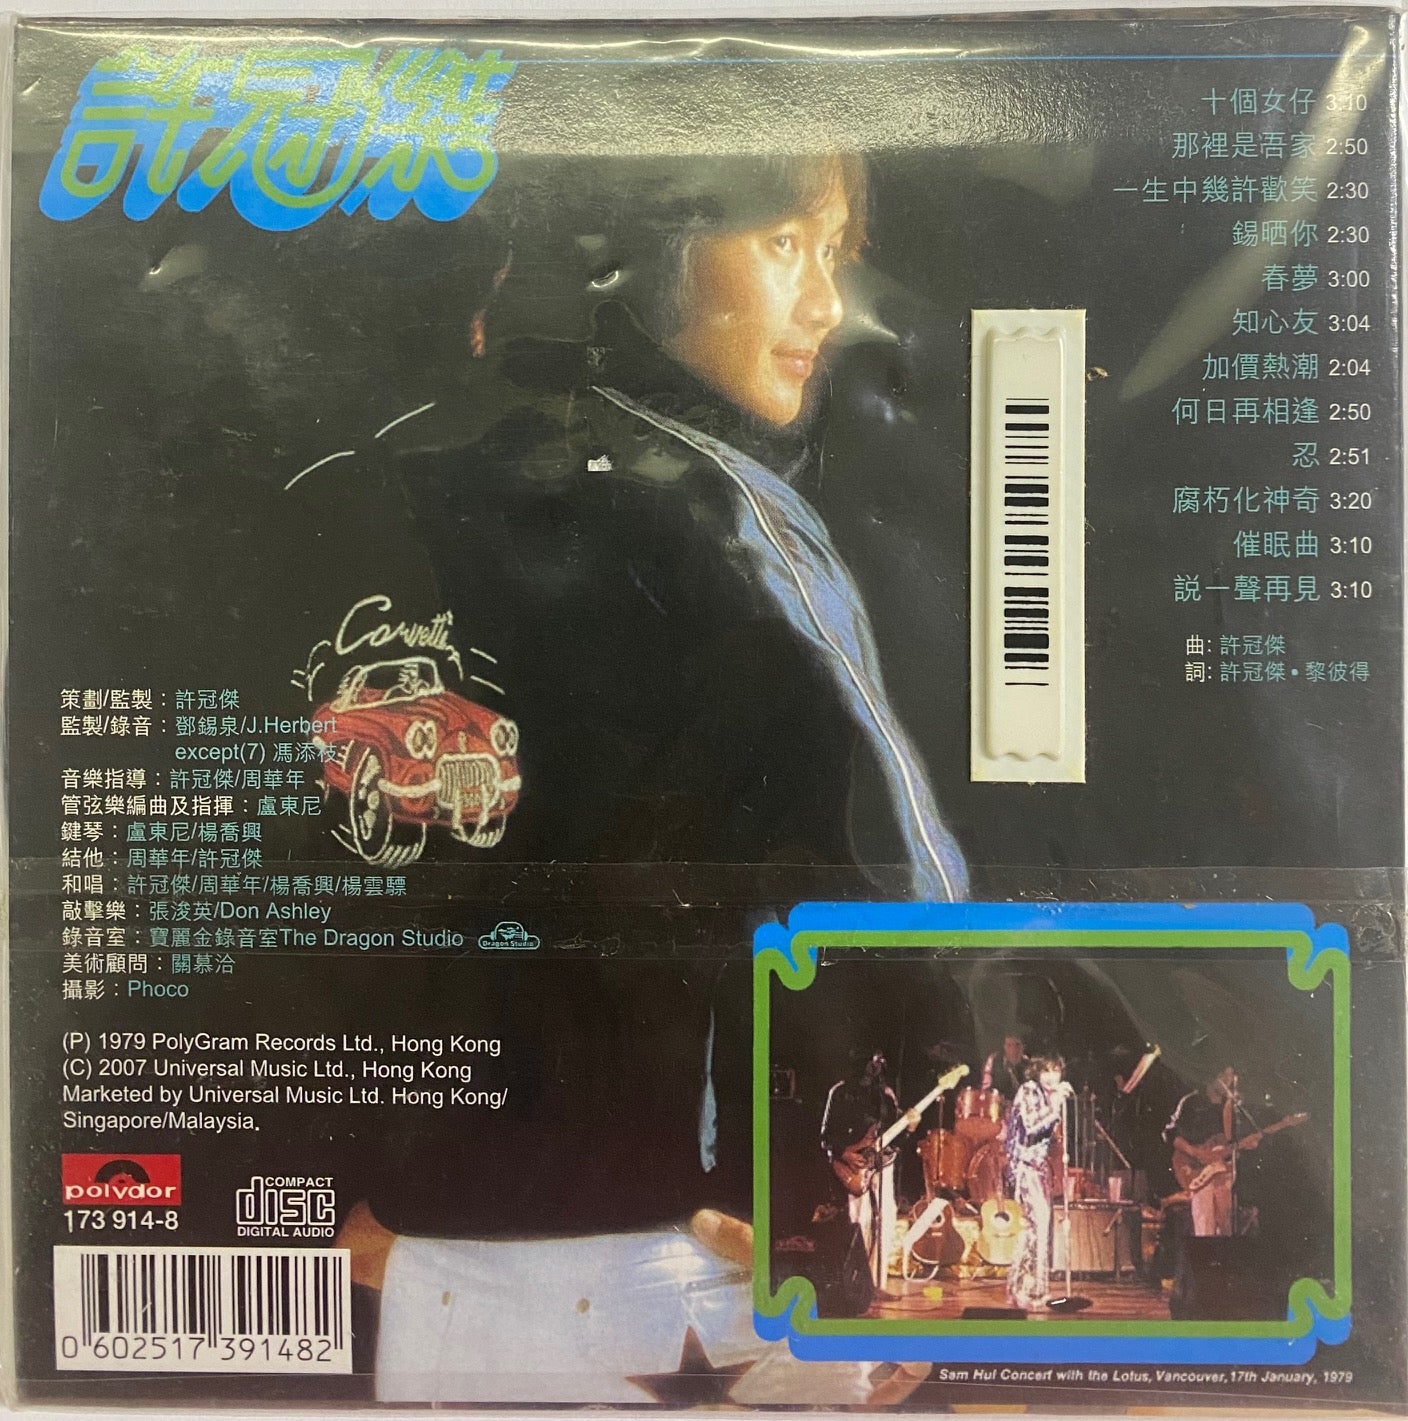 許冠傑
十個女仔 3:10
那裡是吾家 2:50
一生中幾許歡笑 2:30
錫晒你 2:30
春夢 3:00
知心友 3:04
加價熱潮 2:04
何日再相逢 2:50
忍 2:51
腐朽化神奇 3:20
催眠曲 3:10
説一聲再見 3:10
曲: 許冠傑
詞: 許冠傑 • 黎彼得
Corvette
策劃/監製：許冠傑
監製/錄音：鄧錫泉/J.Herbert
except(7) 馮添枝
音樂指導：許冠傑/周華年
管弦樂編曲及指揮：盧東尼
鍵琴：盧東尼/楊喬興
結他：周華年/許冠傑
和唱：許冠傑/周華年/楊喬興/楊雲驃
敲擊樂：張浚英/Don Ashley
錄音室：寶麗金錄音室The Dragon Studio Dragon Studio
美術顧問：關慕洽
攝影：Phoco
(P) 1979 PolyGram Records Ltd., Hong Kong
(C) 2007 Universal Music Ltd., Hong Kong
Marketed by Universal Music Ltd. Hong Kong/
Singapore/Malaysia.
polydor
173 914-8
COMPACT
disc
DIGITAL AUDIO
0 602517 391482
Sam Hui Concert with the Lotus, Vancouver, 17th January, 1979